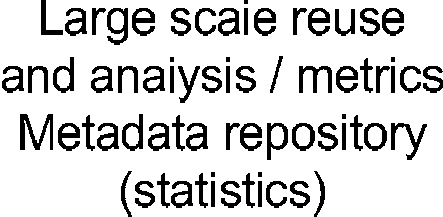 Large scaie reuse
and anaiysis / metrics
Metadata repository
(statistics)